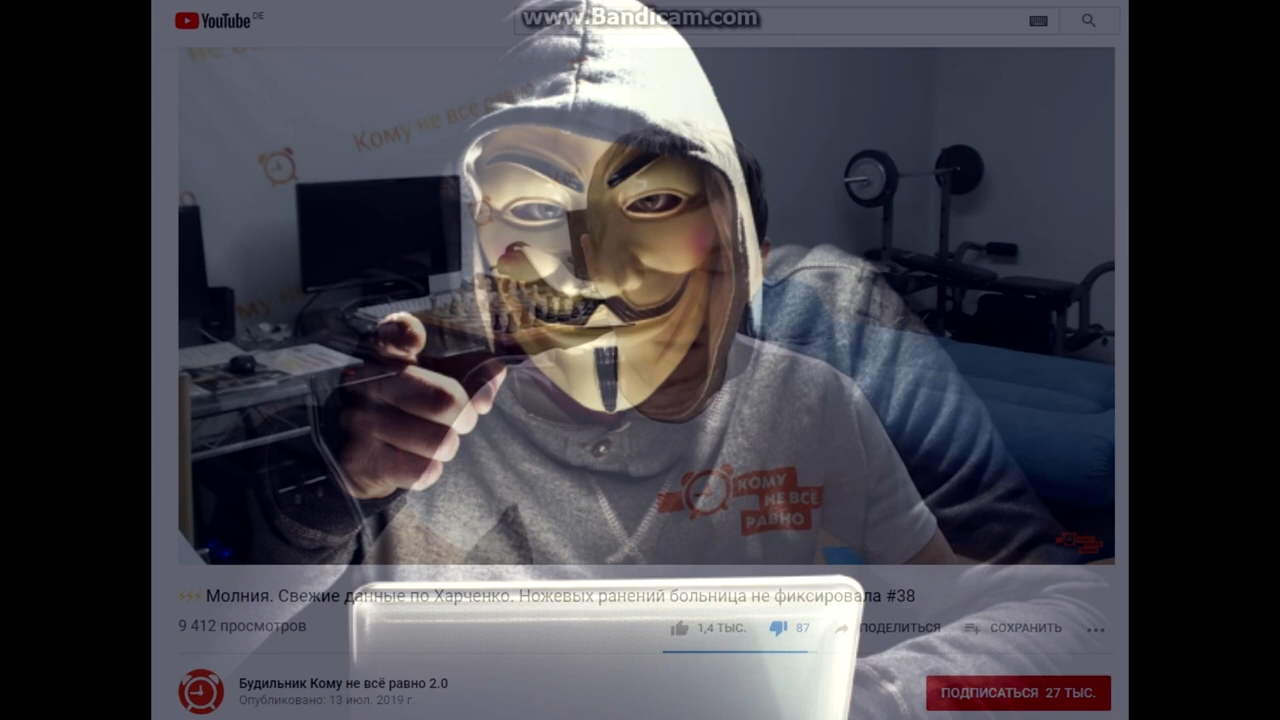 YouTube DE
www.Bandicam.com
Кому не всё равно
КОМУ
НЕ ВСЁ
РАВНО
⚡⚡⚡ Молния. Свежие данные по Харченко. Ножевых ранений больница не фиксировала #38
9 412 просмотров
1,4 ТЫС.
87
ПОДЕЛИТЬСЯ
СОХРАНИТЬ
Будильник Кому не всё равно 2.0
Опубликовано: 13 июл. 2019 г.
ПОДПИСАТЬСЯ 27 ТЫС.